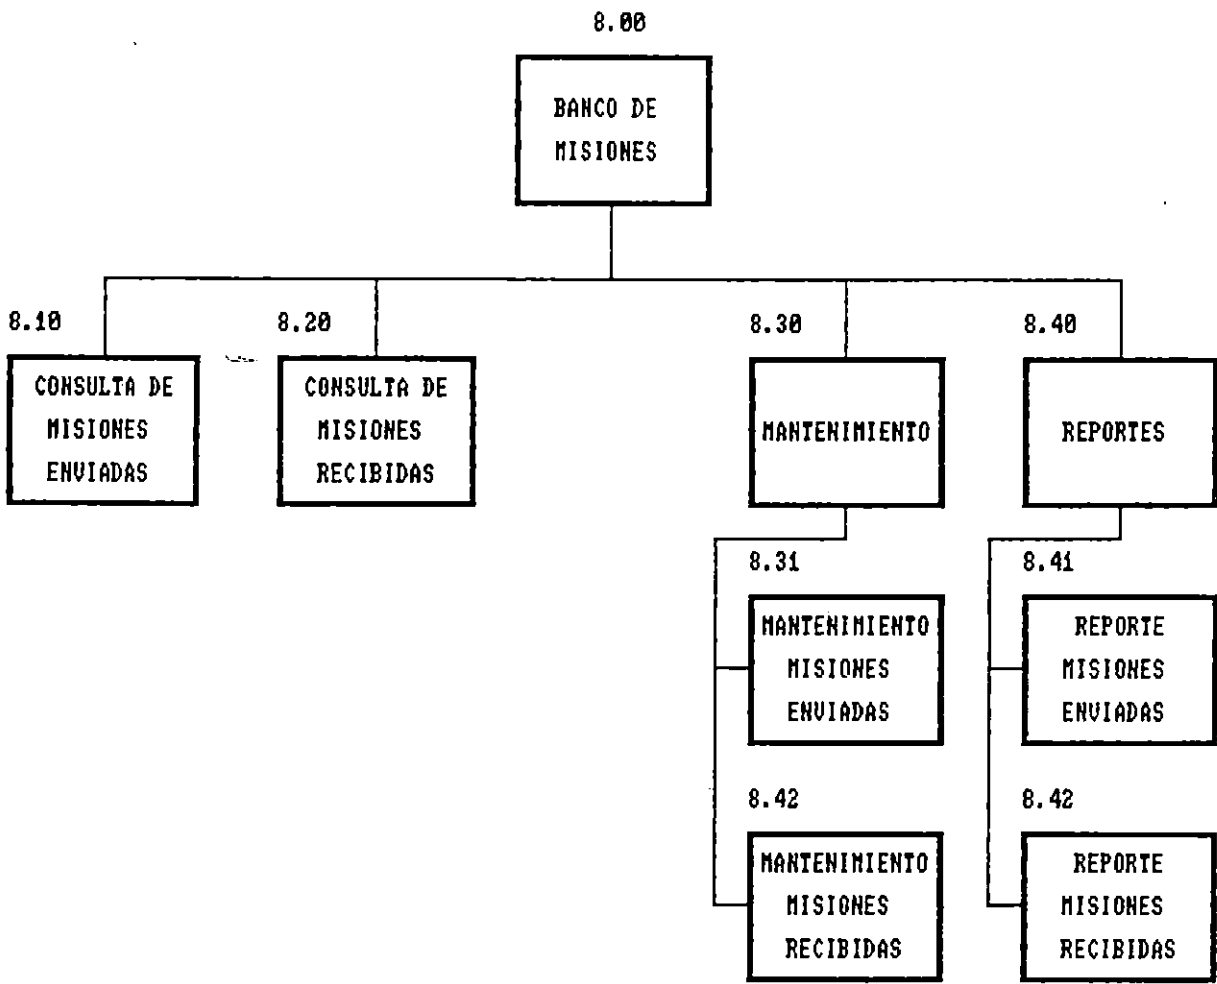 8.00
BANCO DE
MISIONES
8.10
CONSULTA DE
MISIONES
ENVIADAS
8.20
CONSULTA DE
MISIONES
RECIBIDAS
8.30
MANTENIMIENTO
8.40
REPORTES
8.31
MANTENIMIENTO
MISIONES
ENVIADAS
8.41
REPORTE
MISIONES
ENVIADAS
8.42
MANTENIMIENTO
MISIONES
RECIBIDAS
8.42
REPORTE
MISIONES
RECIBIDAS